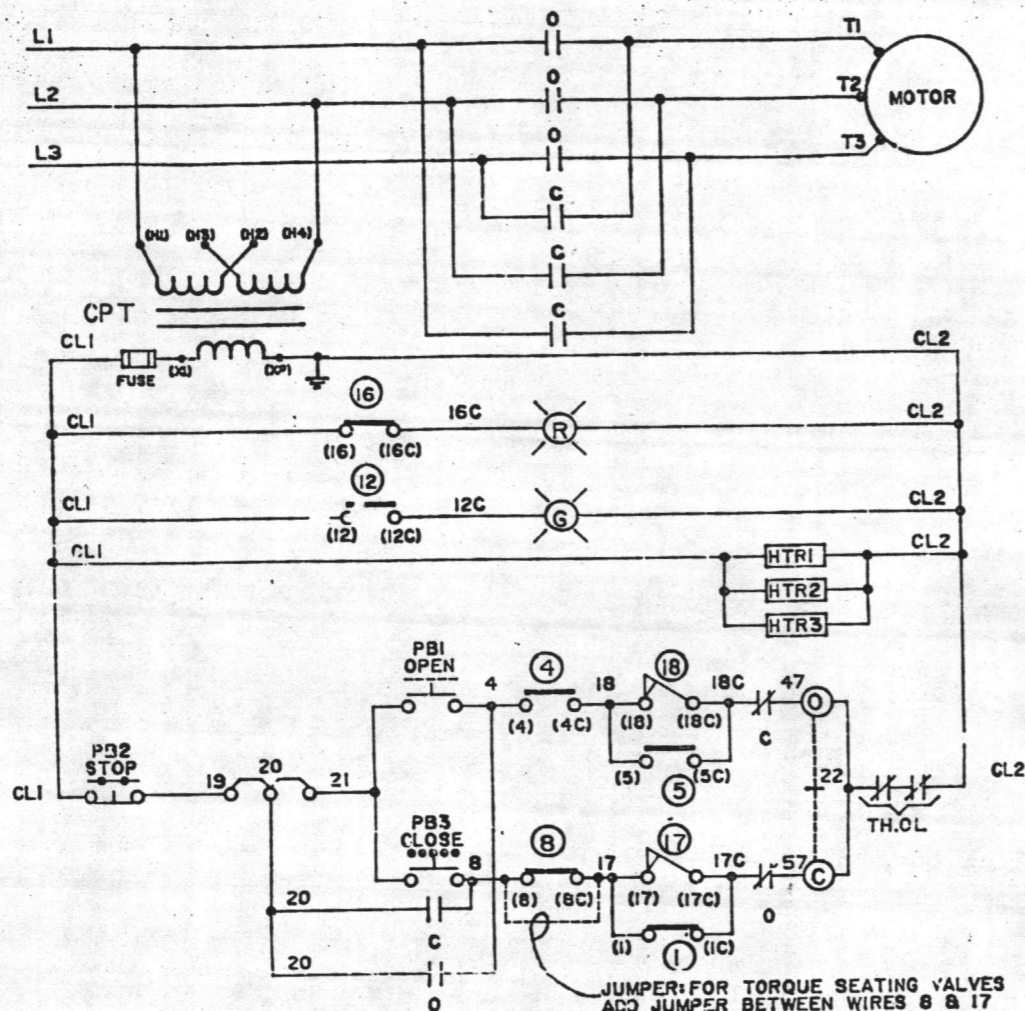 O
L1
T1
O
L2
T2
MOTOR
O
L3
T3
C
C
C
(H1) (H3) (H2) (H4)
CPT
CL1
FUSE
(X1)
CL2
16
CL1
16C
R
CL2
(16) (16C)
12
CL1
12C
G
CL2
(12) (12C)
CL1
HTR1
CL2
HTR2
HTR3
PB1
OPEN
4
4
18
18
18C
47
O
(4) (4C)
(18) (18C)
C
PB2
STOP
(5) (5C)
5
CL1
19
20
21
22
CL2
TH.OL
PB3
CLOSE
8
8
17
17
17C
57
C
(8) (8C)
(17) (17C)
O
20
C
(1) (1C)
1
20
O
JUMPER: FOR TORQUE SEATING VALVES
ADD JUMPER BETWEEN WIRES 8 & 17